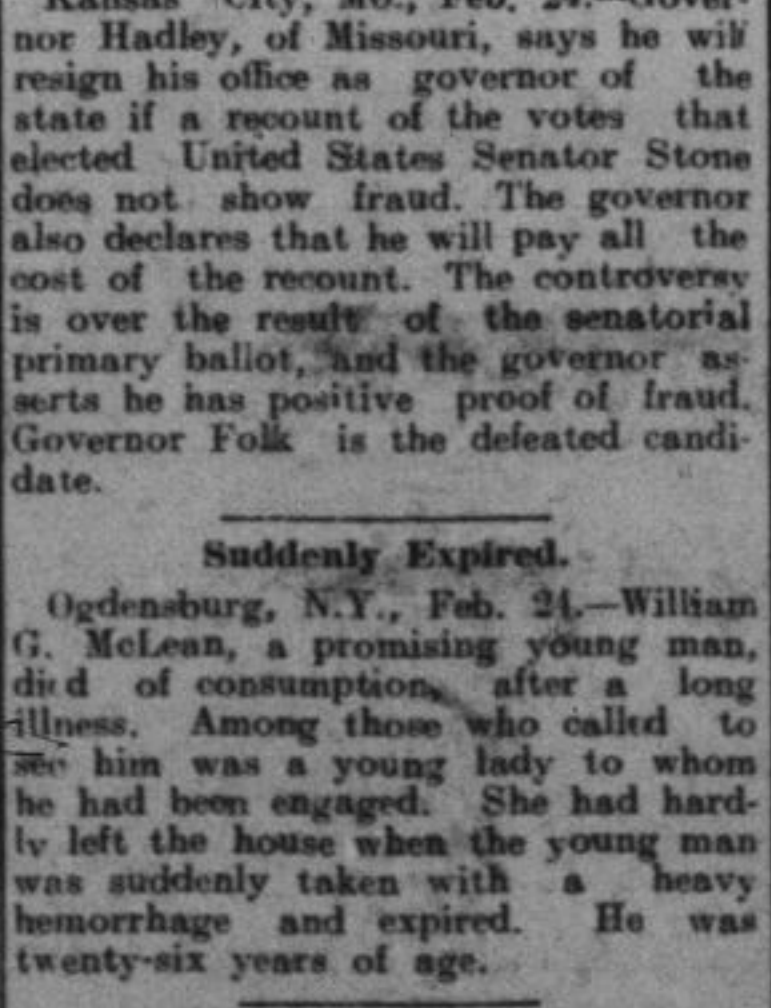 Kansas City, Mo., Feb. 24.—Gover-
nor Hadley, of Missouri, says he will
resign his office as governor of the
state if a recount of the votes that
elected United States Senator Stone
does not show fraud. The governor
also declares that he will pay all the
cost of the recount. The controversy
is over the result of the senatorial
primary ballot, and the governor as-
serts he has positive proof of fraud.
Governor Folk is the defeated candi-
date.
Suddenly Expired.
Ogdensburg, N.Y., Feb. 24.—William
G. McLean, a promising young man,
died of consumption, after a long
illness. Among those who called to
see him was a young lady to whom
he had been engaged. She had hard-
ly left the house when the young man
was suddenly taken with a heavy
hemorrhage and expired. He was
twenty-six years of age.